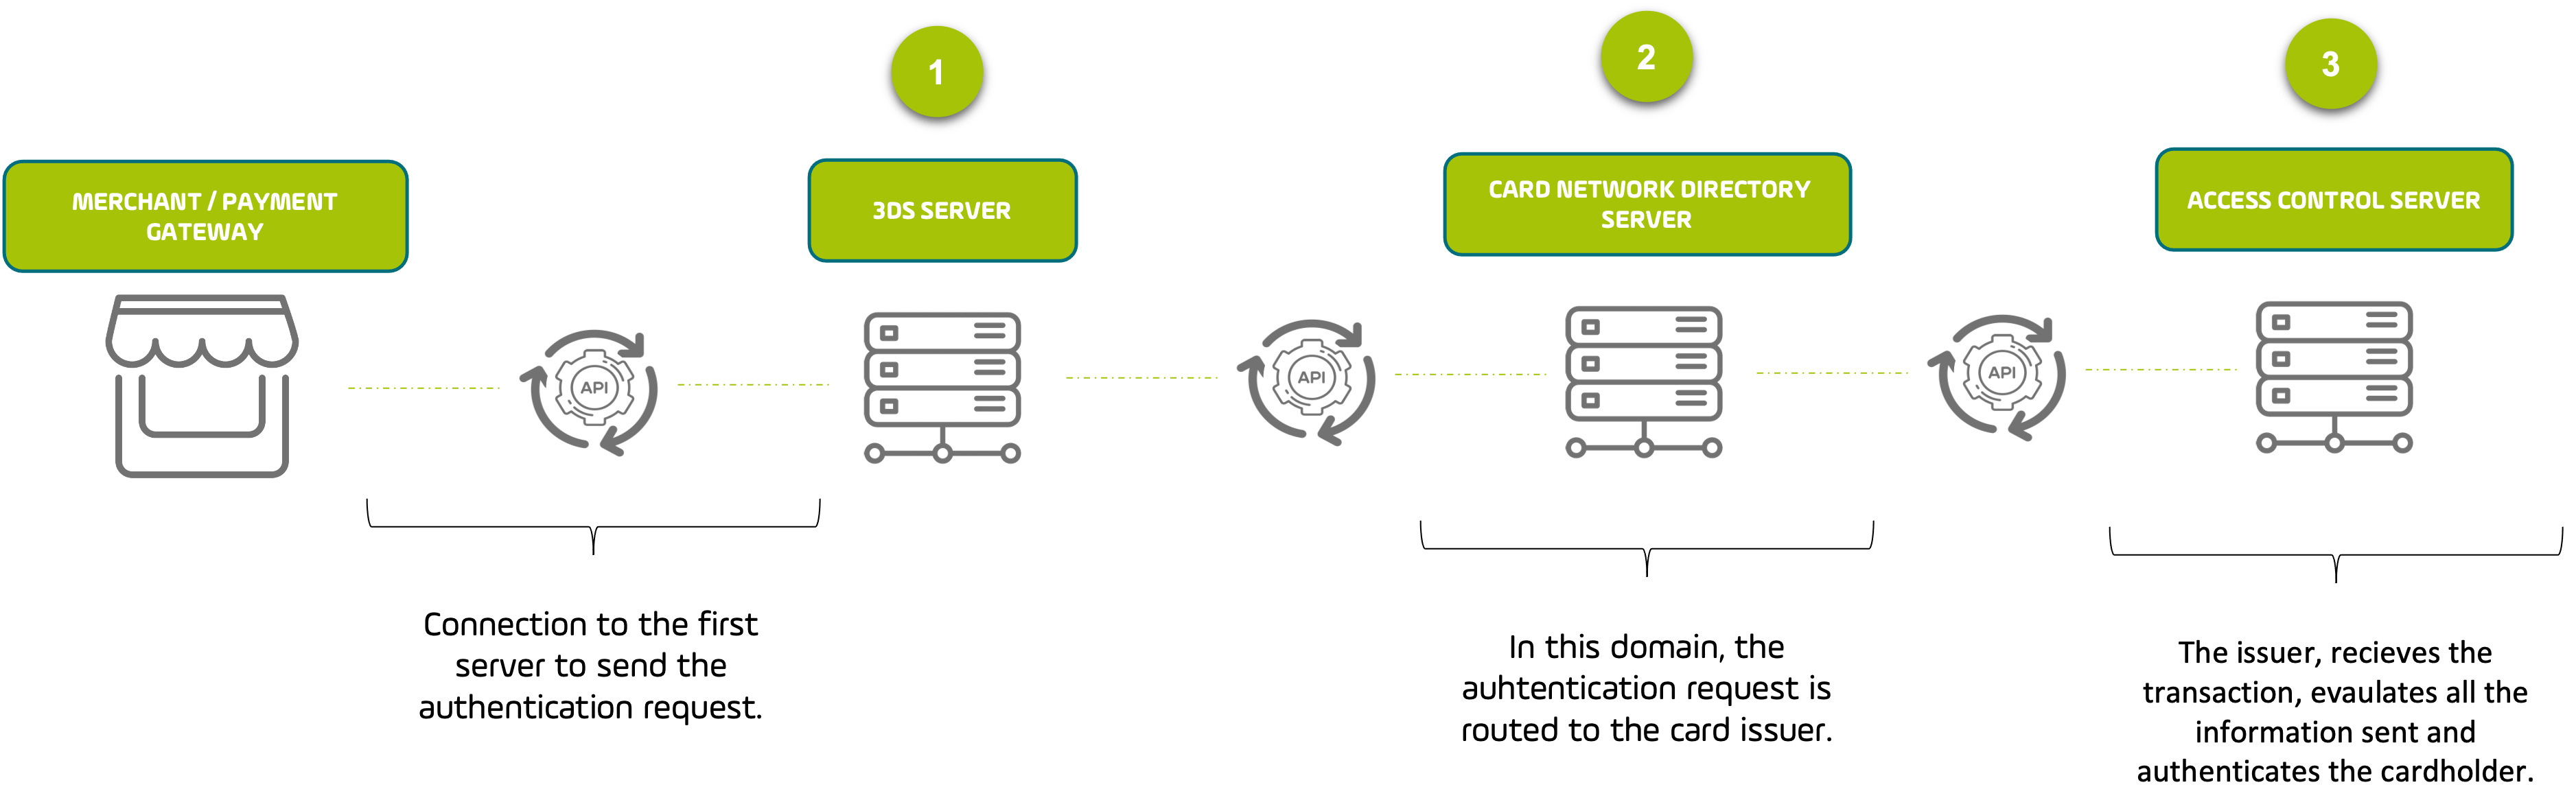 1
2
3
MERCHANT / PAYMENT
GATEWAY
3DS SERVER
CARD NETWORK DIRECTORY
SERVER
ACCESS CONTROL SERVER
API
API
API
Connection to the first
server to send the
authentication request.
In this domain, the
auhtentication request is
routed to the card issuer.
The issuer, recieves the
transaction, evaulates all the
information sent and
authenticates the cardholder.